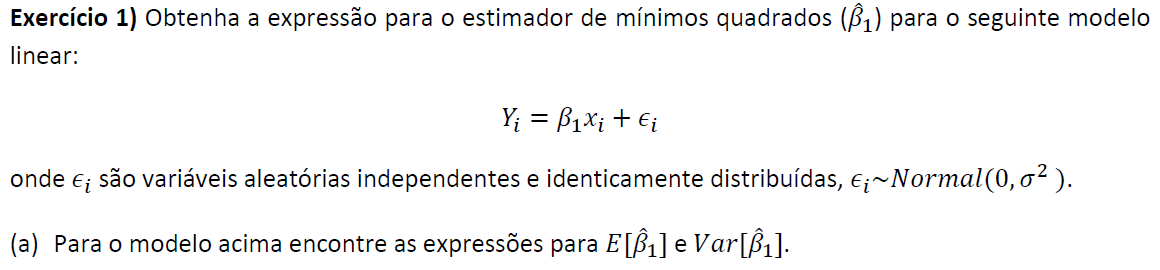 Exercício 1) Obtenha a expressão para o estimador de mínimos quadrados (β̂₁) para o seguinte modelo
linear:
Yᵢ = β₁xᵢ + ϵᵢ
onde ϵᵢ são variáveis aleatórias independentes e identicamente distribuídas, ϵᵢ~Normal(0, σ² ).
(a) Para o modelo acima encontre as expressões para E[β̂₁] e Var[β̂₁].